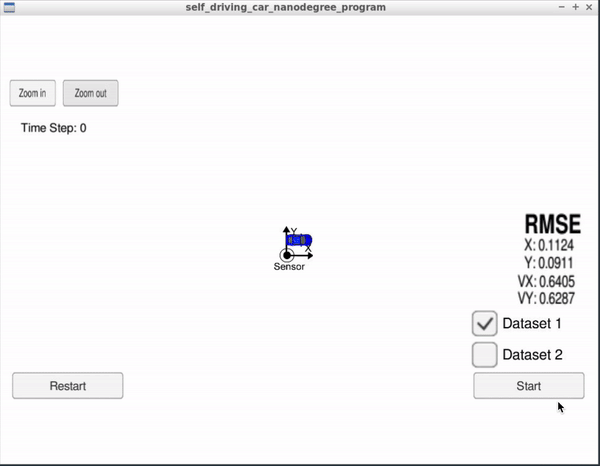 self_driving_car_nanodegree_program
Zoom in
Zoom out
Time Step: 0
Y
X
Sensor
RMSE
X: 0.1124
Y: 0.0911
VX: 0.6405
VY: 0.6287
Dataset 1
Dataset 2
Restart
Start